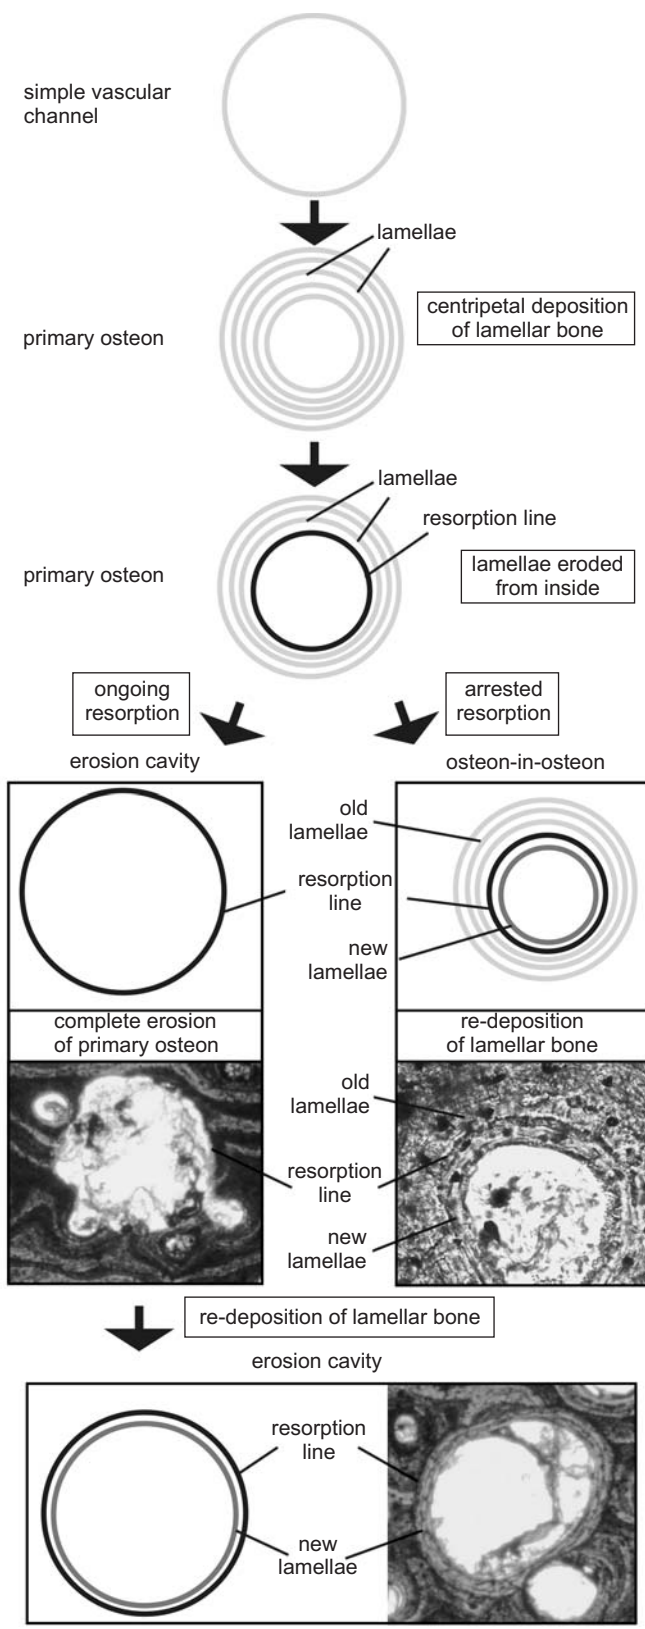 simple vascular
channel
lamellae
centripetal deposition
of lamellar bone
primary osteon
lamellae
resorption line
primary osteon
lamellae eroded
from inside
ongoing
resorption
arrested
resorption
erosion cavity
osteon-in-osteon
old
lamellae
resorption
line
new
lamellae
complete erosion
of primary osteon
re-deposition
of lamellar bone
old
lamellae
resorption
line
new
lamellae
re-deposition of lamellar bone
erosion cavity
resorption
line
new
lamellae